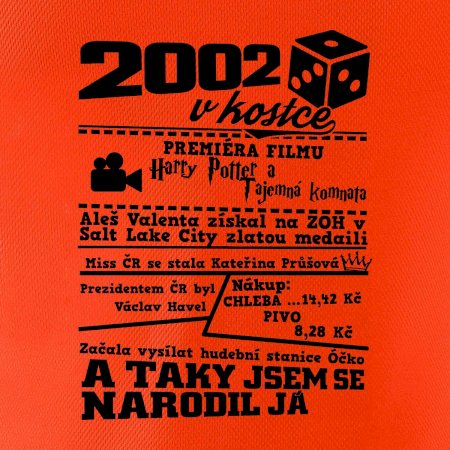 2002
v kostce
PREMIÉRA FILMU
Harry Potter a
Tajemná komnata
Aleš Valenta získal na ZOH v
Salt Lake City zlatou medaili
Miss ČR se stala Kateřina Průšová
Prezidentem ČR byl
Václav Havel
Nákup:
CHLEBA ...14,42 Kč
PIVO
8,28 Kč
Začala vysílat hudební stanice Óčko
A TAKY JSEM SE
NARODIL JÁ